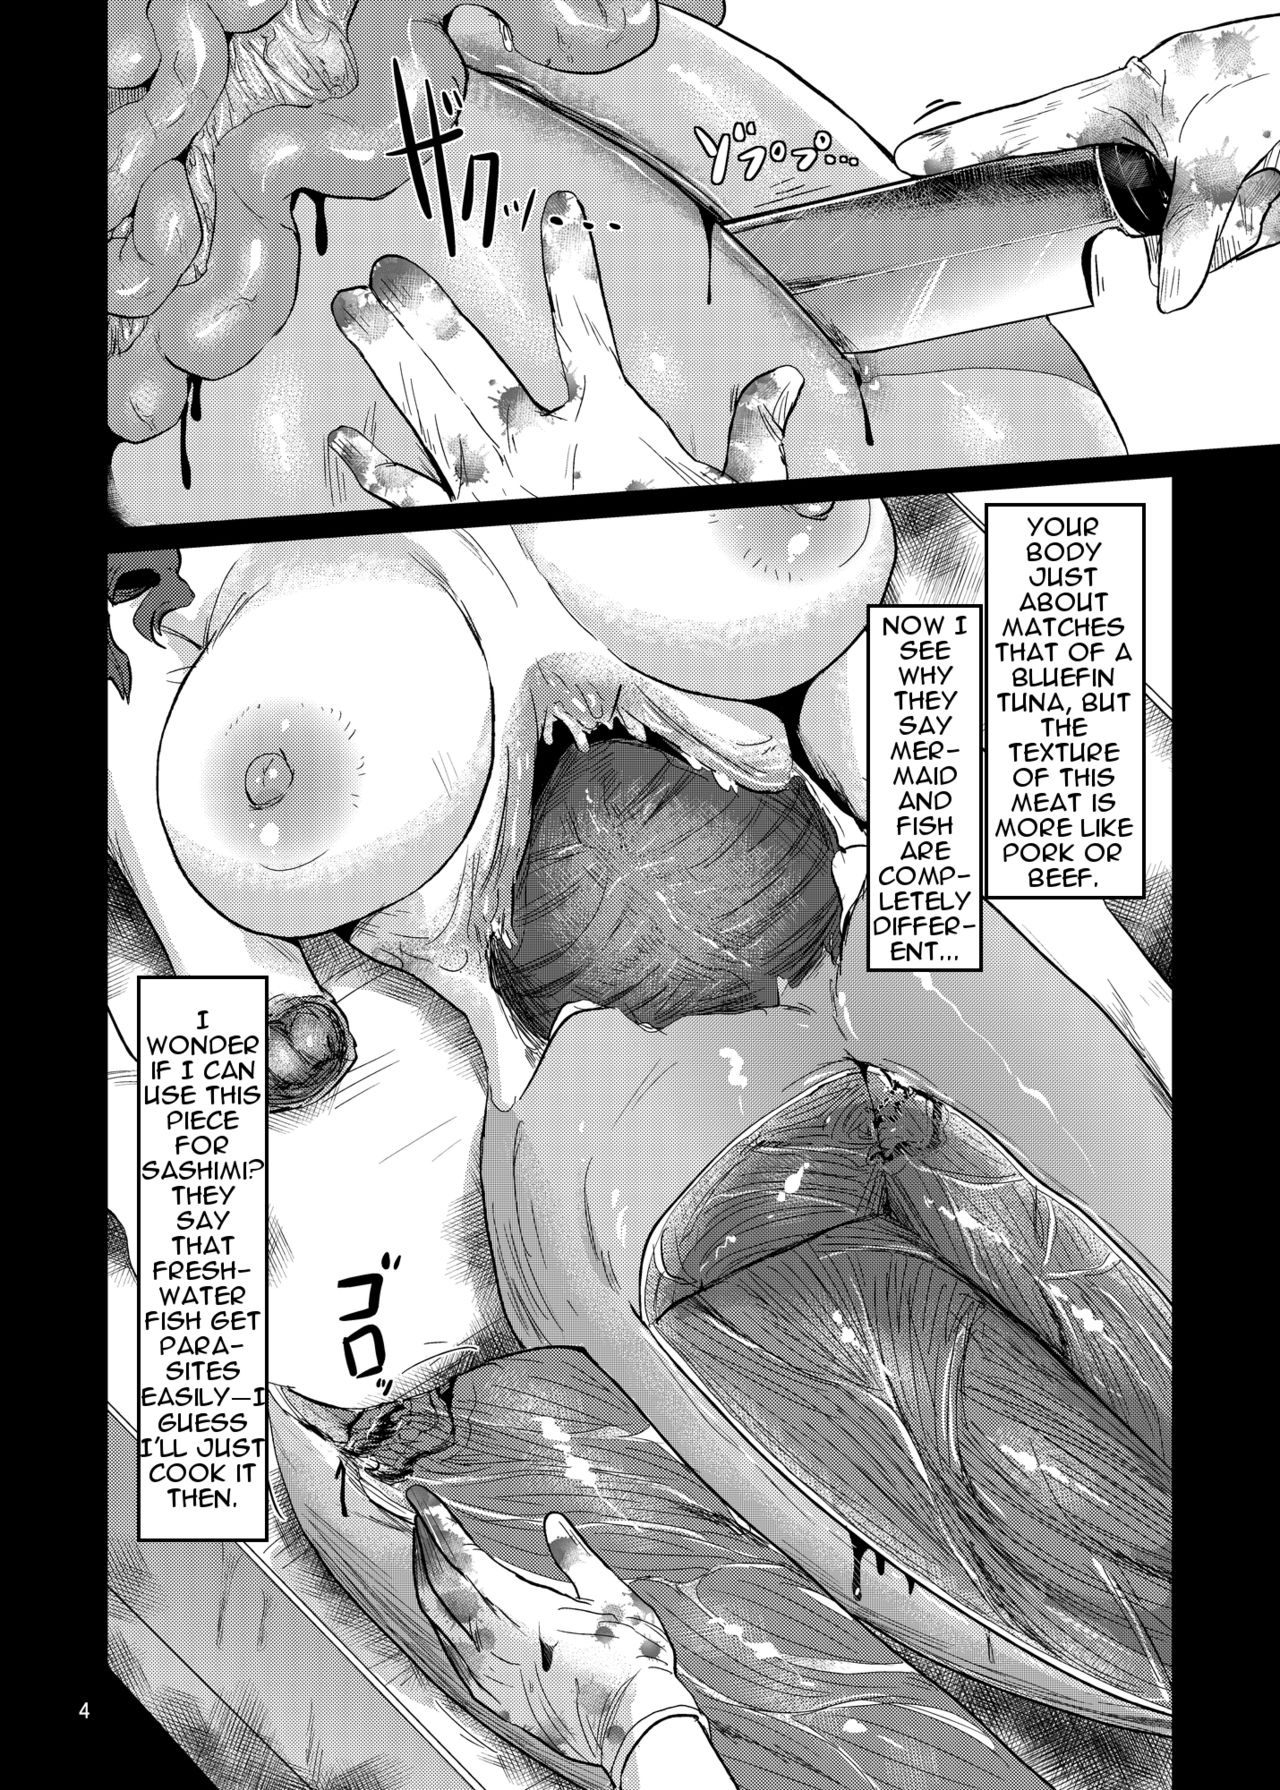 ザクッ...
ゾプププ...
YOUR
BODY
JUST
ABOUT
MATCHES
THAT OF A
BLUEFIN
TUNA, BUT
THE
TEXTURE
OF THIS
MEAT IS
MORE LIKE
PORK OR
BEEF.
NOW I
SEE
WHY
THEY
SAY
MER-
MAID
AND
FISH
ARE
COMP-
LETELY
DIFFER-
ENT...
I
WONDER
IF I CAN
USE THIS
PIECE
FOR
SASHIMI?
THEY
SAY
THAT
FRESH-
WATER
FISH GET
PARA-
SITES
EASILY—I
GUESS
I'LL JUST
COOK IT
THEN.
ゴロ...
4